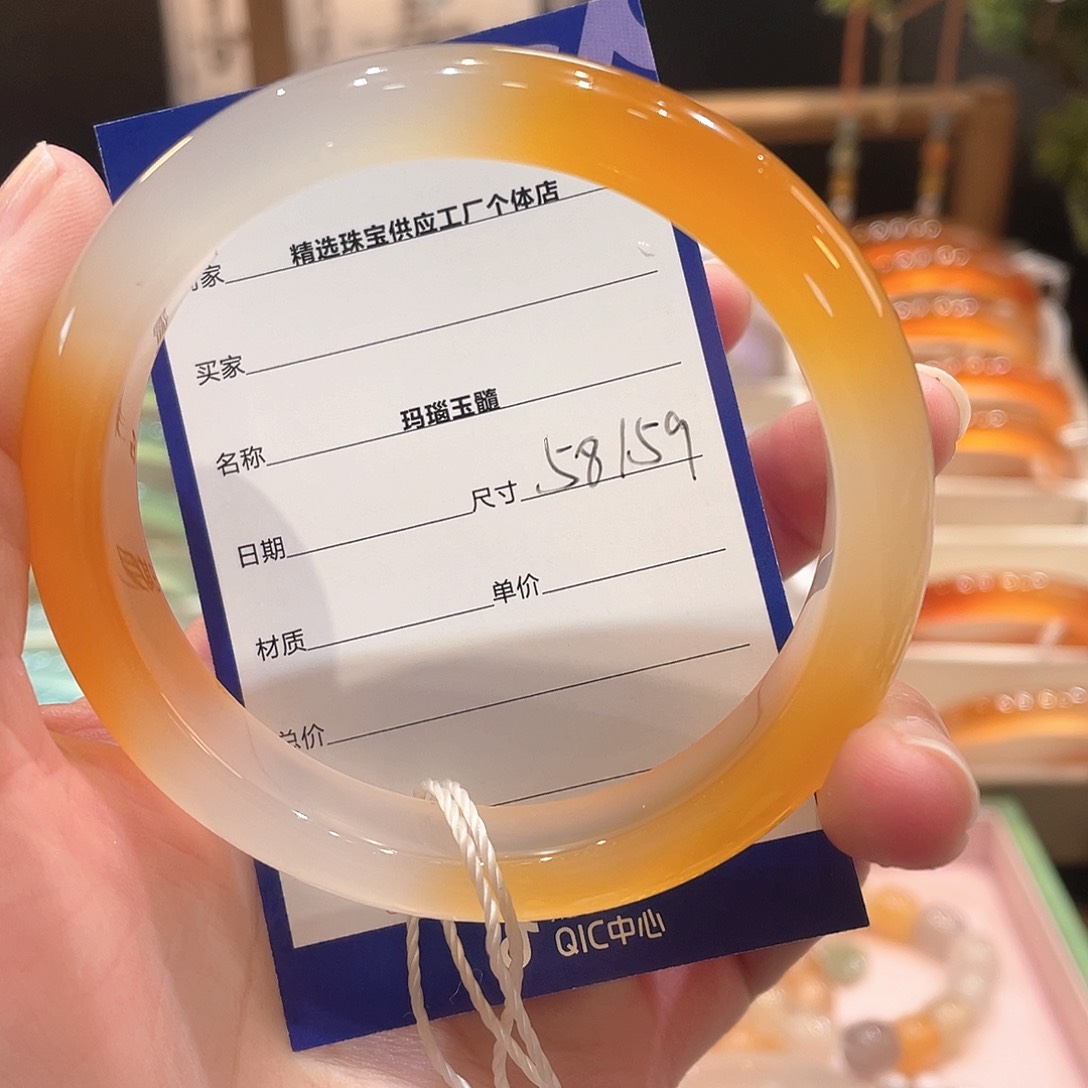 家 精选珠宝供应工厂个体店
买家
名称 玛瑙玉髓
日期 尺寸 58/59
材质 单价
总价
QIC中心